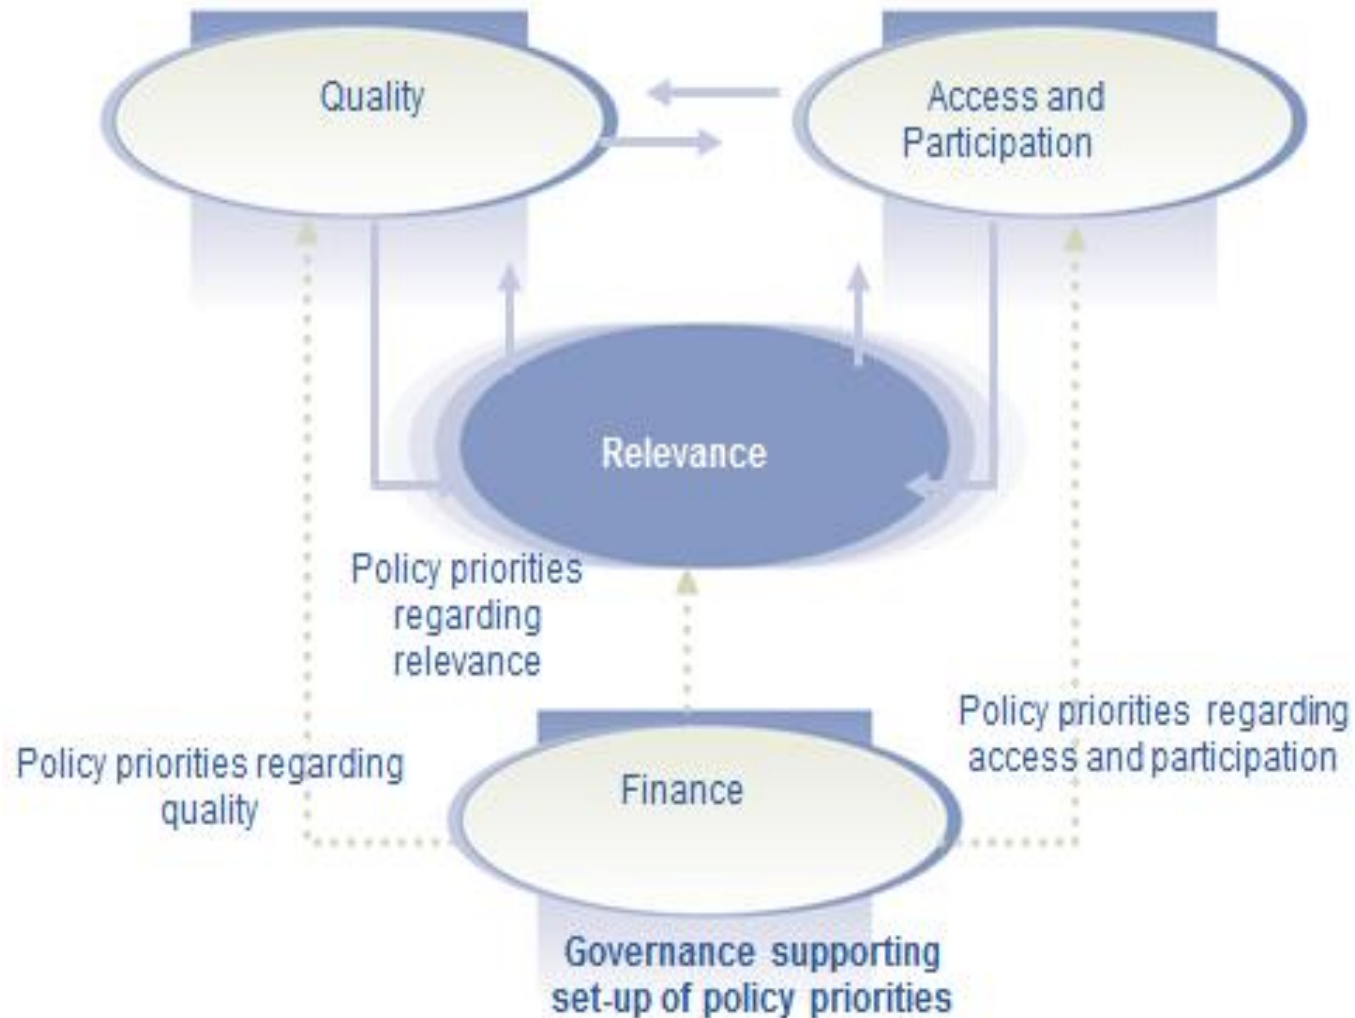 Quality
Access and
Participation
Relevance
Policy priorities
regarding
relevance
Policy priorities regarding
quality
Policy priorities regarding
access and participation
Finance
Governance supporting
set-up of policy priorities